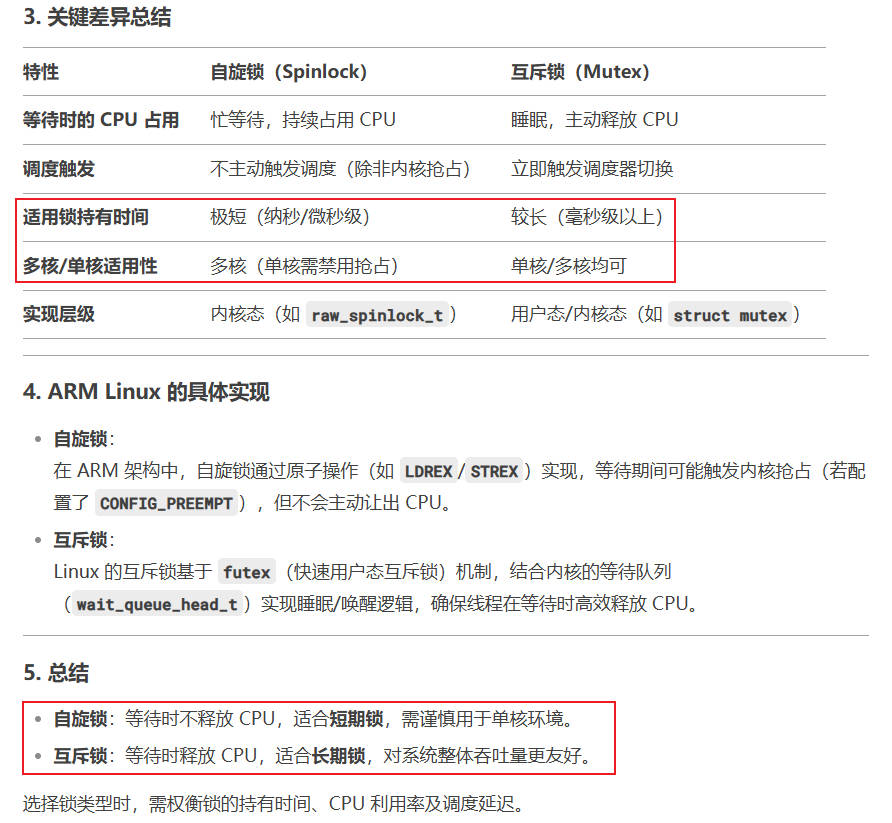 3. 关键差异总结
特性 自旋锁（Spinlock） 互斥锁（Mutex）
等待时的 CPU 占用 忙等待，持续占用 CPU 睡眠，主动释放 CPU
调度触发 不主动触发调度（除非内核抢占） 立即触发调度器切换
适用锁持有时间 极短（纳秒/微秒级） 较长（毫秒级以上）
多核/单核适用性 多核（单核需禁用抢占） 单核/多核均可
实现层级 内核态（如 raw_spinlock_t） 用户态/内核态（如 struct mutex）
4. ARM Linux 的具体实现
• 自旋锁：
在 ARM 架构中，自旋锁通过原子操作（如 LDREX/STREX）实现，等待期间可能触发内核抢占（若配
置了 CONFIG_PREEMPT），但不会主动让出 CPU。
• 互斥锁：
Linux 的互斥锁基于 futex（快速用户态互斥锁）机制，结合内核的等待队列
（wait_queue_head_t）实现睡眠/唤醒逻辑，确保线程在等待时高效释放 CPU。
5. 总结
• 自旋锁：等待时不释放 CPU，适合短期锁，需谨慎用于单核环境。
• 互斥锁：等待时释放 CPU，适合长期锁，对系统整体吞吐量更友好。
选择锁类型时，需权衡锁的持有时间、CPU 利用率及调度延迟。